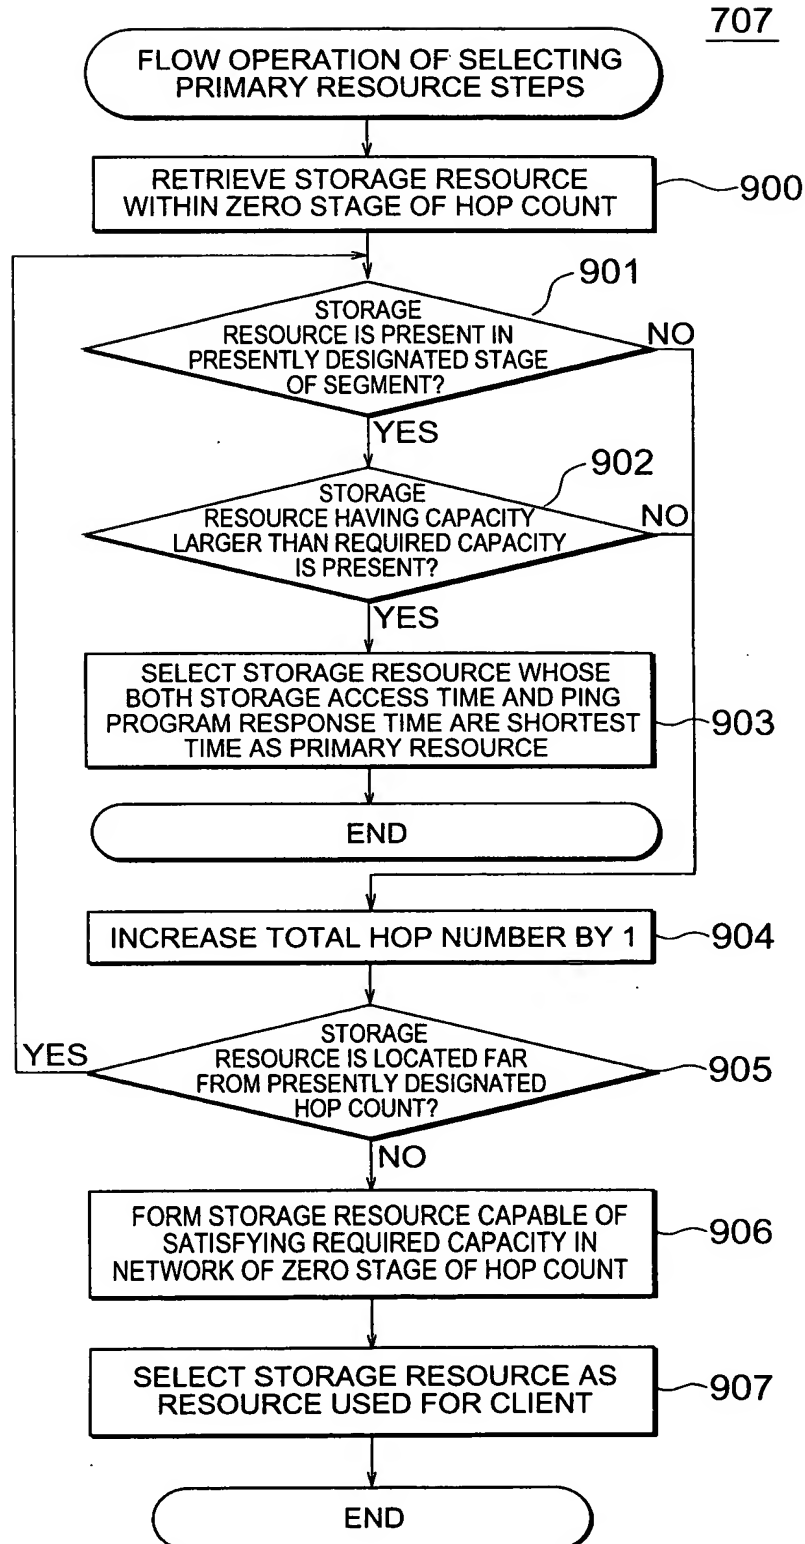 707
FLOW OPERATION OF SELECTING
PRIMARY RESOURCE STEPS
RETRIEVE STORAGE RESOURCE
WITHIN ZERO STAGE OF HOP COUNT
900
901
STORAGE
RESOURCE IS PRESENT IN
PRESENTLY DESIGNATED STAGE
OF SEGMENT?
NO
YES
902
STORAGE
RESOURCE HAVING CAPACITY
LARGER THAN REQUIRED CAPACITY
IS PRESENT?
NO
YES
SELECT STORAGE RESOURCE WHOSE
BOTH STORAGE ACCESS TIME AND PING
PROGRAM RESPONSE TIME ARE SHORTEST
TIME AS PRIMARY RESOURCE
903
END
INCREASE TOTAL HOP NUMBER BY 1
904
STORAGE
RESOURCE IS LOCATED FAR
FROM PRESENTLY DESIGNATED
HOP COUNT?
YES
905
NO
FORM STORAGE RESOURCE CAPABLE OF
SATISFYING REQUIRED CAPACITY IN
NETWORK OF ZERO STAGE OF HOP COUNT
906
SELECT STORAGE RESOURCE AS
RESOURCE USED FOR CLIENT
907
END